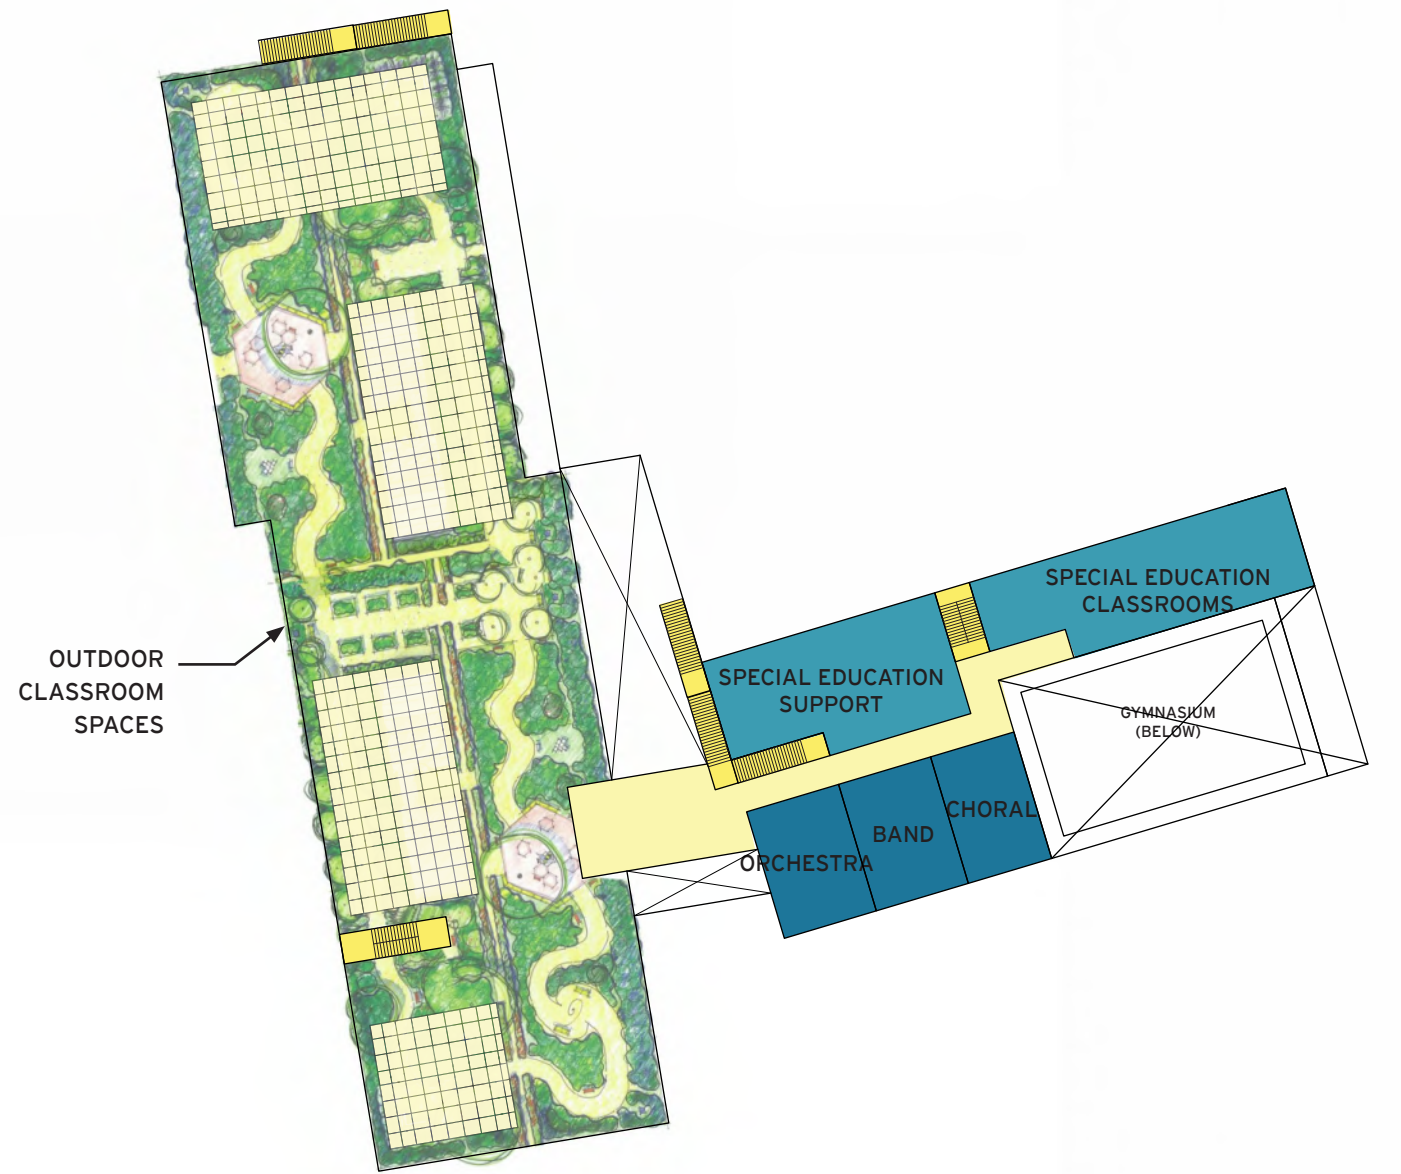 SPECIAL EDUCATION
CLASSROOMS
SPECIAL EDUCATION
SUPPORT
GYMNASIUM
(BELOW)
CHORAL
BAND
ORCHESTRA
OUTDOOR
CLASSROOM
SPACES